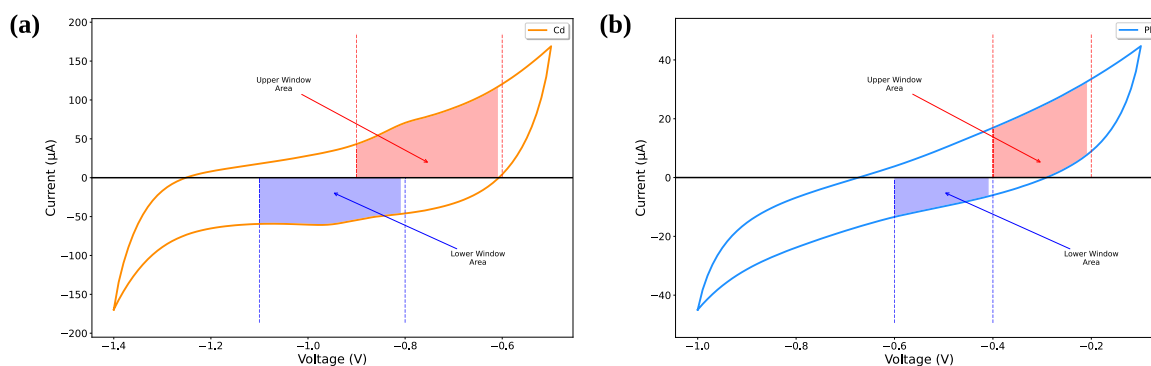 (a)
Cd
Upper Window
Area
Lower Window
Area
Current (µA)
200
150
100
50
0
−50
−100
−150
−200
−1.4
−1.2
−1.0
−0.8
−0.6
Voltage (V)
(b)
Upper Window
Area
Lower Window
Area
Current (µA)
40
20
0
−20
−40
−1.0
−0.8
−0.6
−0.4
−0.2
Voltage (V)